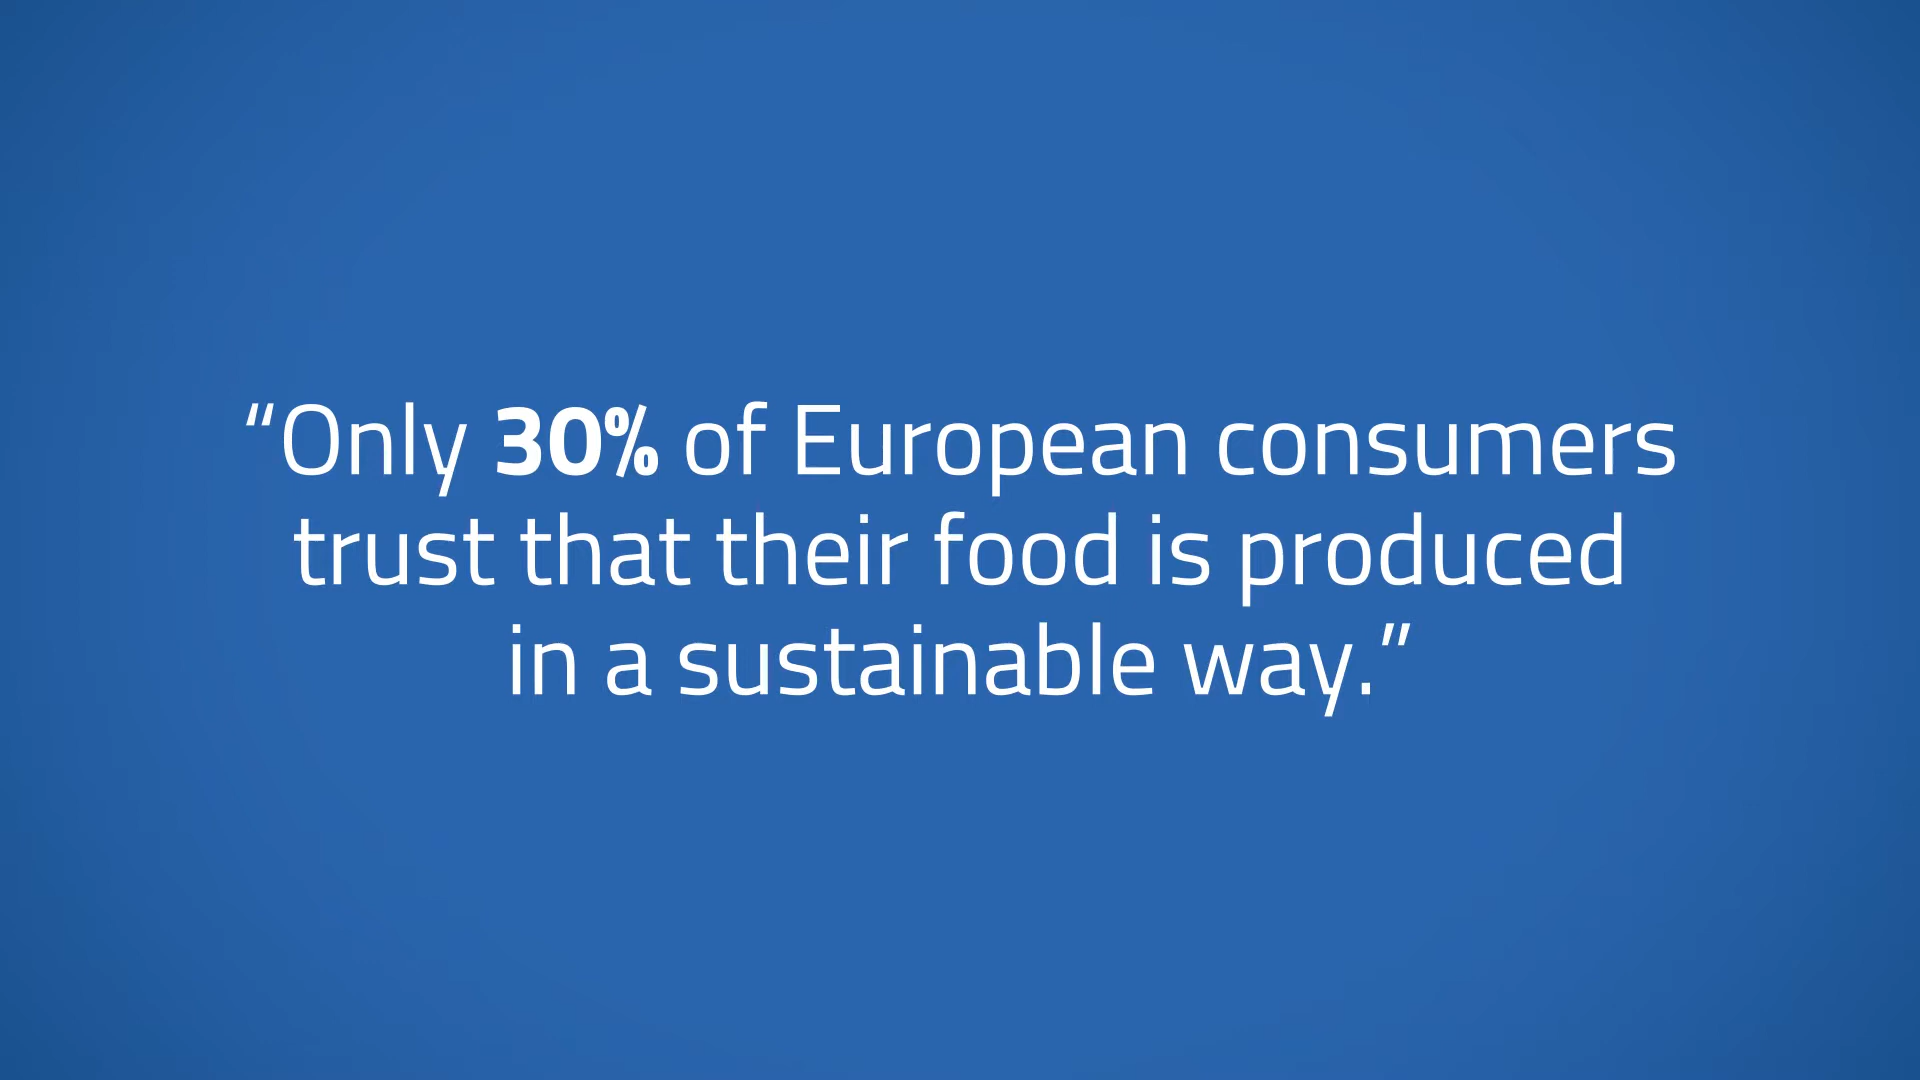 “Only 30% of European consumers
trust that their food is produced
in a sustainable way.”